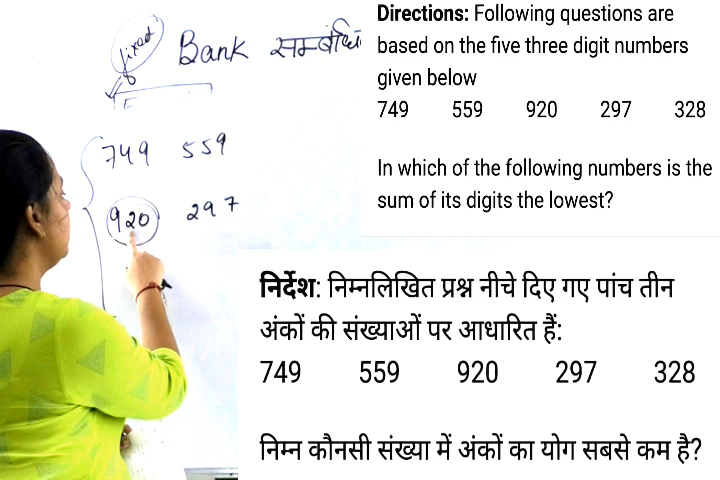 fixed
Bank सम्बंधि
749 559
920 297
Directions: Following questions are
based on the five three digit numbers
given below
749 559 920 297 328
In which of the following numbers is the
sum of its digits the lowest?
निर्देश: निम्नलिखित प्रश्न नीचे दिए गए पांच तीन
अंकों की संख्याओं पर आधारित हैं:
749 559 920 297 328
निम्न कौनसी संख्या में अंकों का योग सबसे कम है?